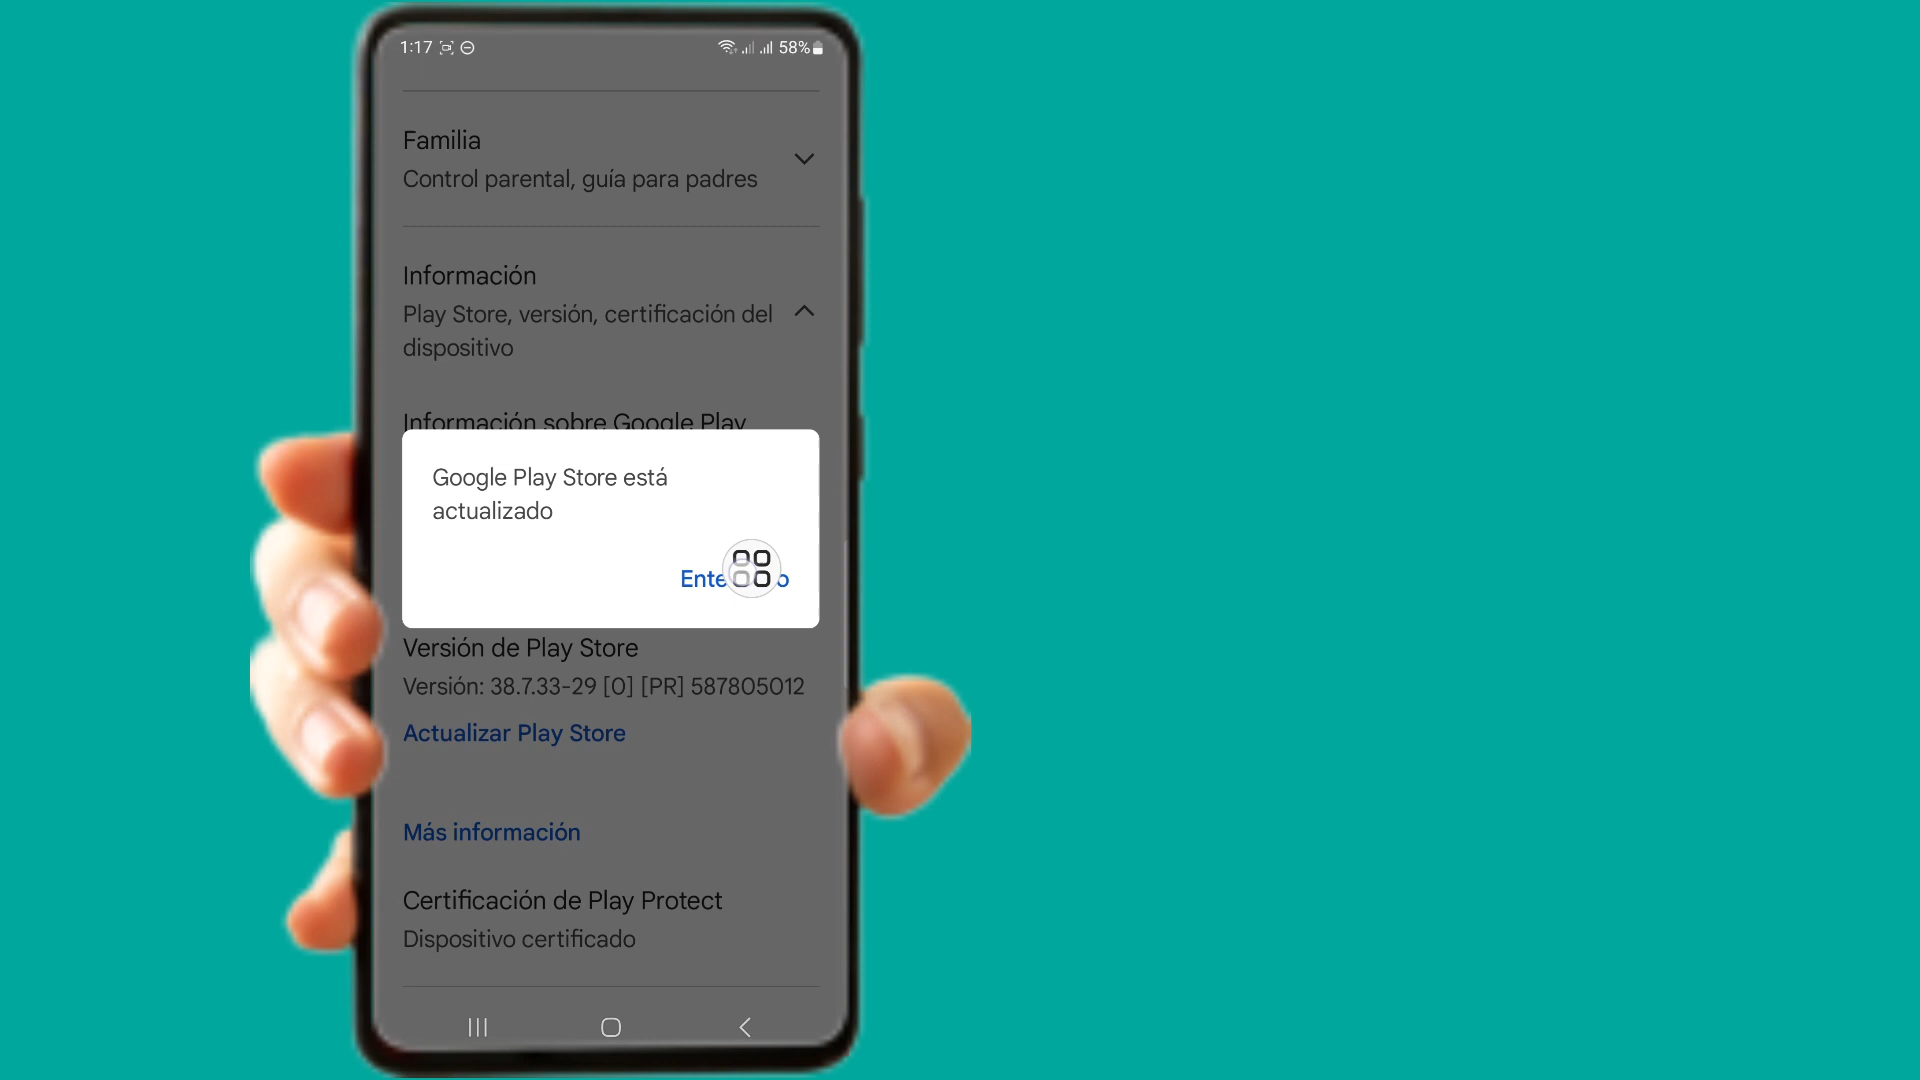 1:17
58%
Familia
Control parental, guía para padres
Información
Play Store, versión, certificación del
dispositivo
Información sobre Google Play
Google Play Store está
actualizado
Versión de Play Store
Versión: 38.7.33-29 [0] [PR] 587805012
Actualizar Play Store
Más información
Certificación de Play Protect
Dispositivo certificado